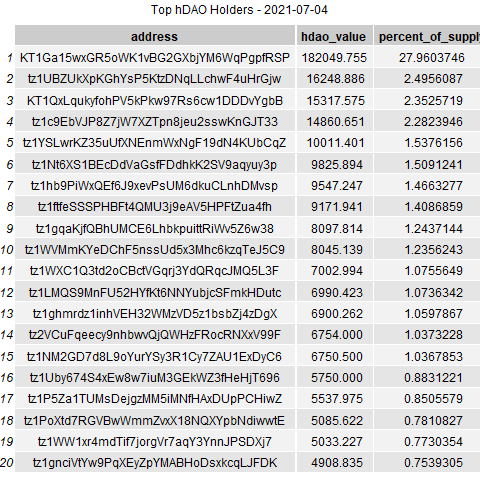 Top hDAO Holders - 2021-07-04
address hdao_value percent_of_supply
1 KT1Ga15wxGR5oWK1vBG2GXbjYM6WqPgpfRSP 182049.755 27.9603746
2 tz1UBZUkXpKGhYsP5KtzDNqLLchwF4uHrGjw 16248.886 2.4956087
3 KT1QxLqukyfohPV5kPkw97Rs6cw1DDDvYgbB 15317.575 2.3525719
4 tz1c9EbVJP8Z7jW7XZTpn8jeu2sswKnGJT33 14860.651 2.2823946
5 tz1YSLwrKZ35uUfXNEnmWxNgF19dN4KUbCqZ 10011.401 1.5376156
6 tz1Nt6XS1BEcDdVaGsfFDdhkK2SV9aqyuy3p 9825.894 1.5091241
7 tz1hb9PiWxQEf6J9xevPsUM6dkuCLnhDMvsp 9547.247 1.4663277
8 tz1ftfeSSSPHBFt4QMU3j9eAV5HPFtZua4fh 9171.941 1.4086859
9 tz1gqaKjfQBhUMCE6LhbkpuittRiWv5Z6w38 8097.814 1.2437144
10 tz1WVMmKYeDChF5nssUd5x3Mhc6kzqTeJ5C9 8045.139 1.2356243
11 tz1WXC1Q3td2oCBctVGqrj3YdQRqcJMQ5L3F 7002.994 1.0755649
12 tz1LMQS9MnFU52HYfKt6NNYubjcSFmkHDutc 6990.423 1.0736342
13 tz1ghmrdz1inhVEH32WMzVD5z1bsbZj4zDgX 6900.262 1.0597867
14 tz2VCuFqeecy9nhbwvQjQWHzFRocRNXxV99F 6754.000 1.0373228
15 tz1NM2GD7d8L9oYurYSy3R1Cy7ZAU1ExDyC6 6750.500 1.0367853
16 tz1Uby674S4xEw8w7iuM3GEkWZ3fHeHjT696 5750.000 0.8831221
17 tz1P5Za1TUMsDejgzMM5iMNfHAxDUpPCHiwZ 5537.975 0.8505579
18 tz1PoXtd7RGVBwWmmZvxX18NQXYpbNdiwwtE 5085.622 0.7810827
19 tz1WW1xr4mdTif7jorgVr7aqY3YnnJPSDXj7 5033.227 0.7730354
20 tz1gnciVtYw9PqXEyZpYMABHoDsxkcqLJFDK 4908.835 0.7539305